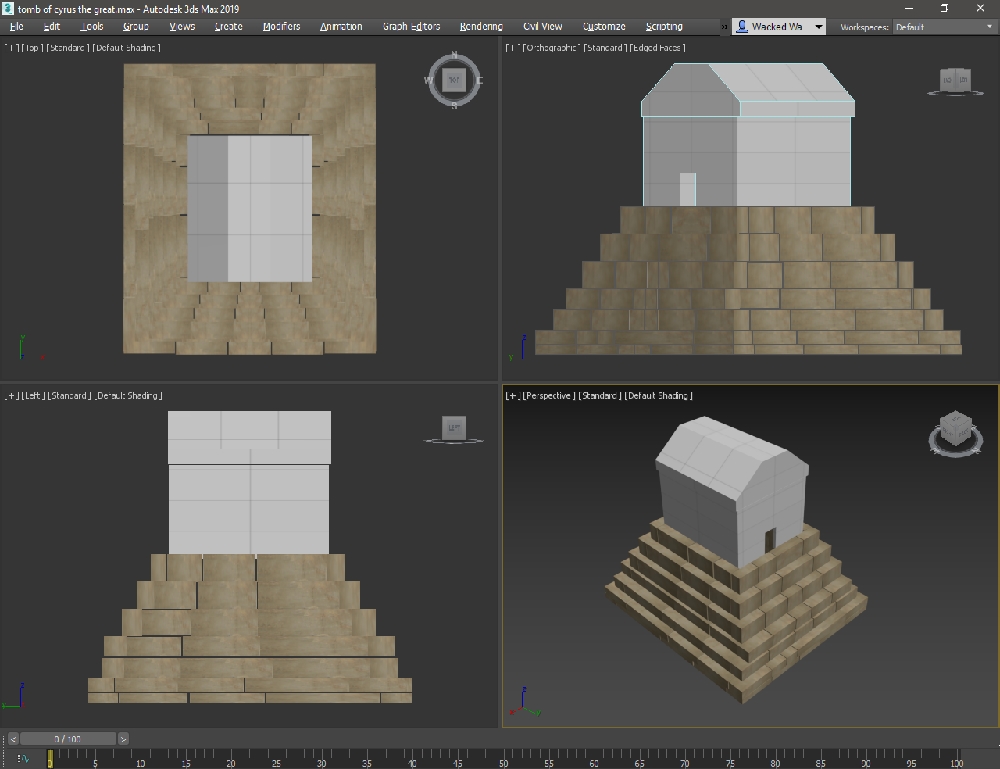 tomb of cyrus the great.max - Autodesk 3ds Max 2019
File Edit Tools Group Views Create Modifiers Animation Graph Editors Rendering Civil View Customize Scripting » Wacked Wa Workspaces: Default
[+] [Top] [Standard] [Default Shading]
[+] [Orthographic] [Standard] [Edged Faces]
N
W TOP E
S
y
x
z
y
[+] [Left] [Standard] [Default Shading]
[+] [Perspective] [Standard] [Default Shading]
LEFT
z
z
< 0 / 100 >
0 5 10 15 20 25 30 35 40 45 50 55 60 65 70 75 80 85 90 95 100